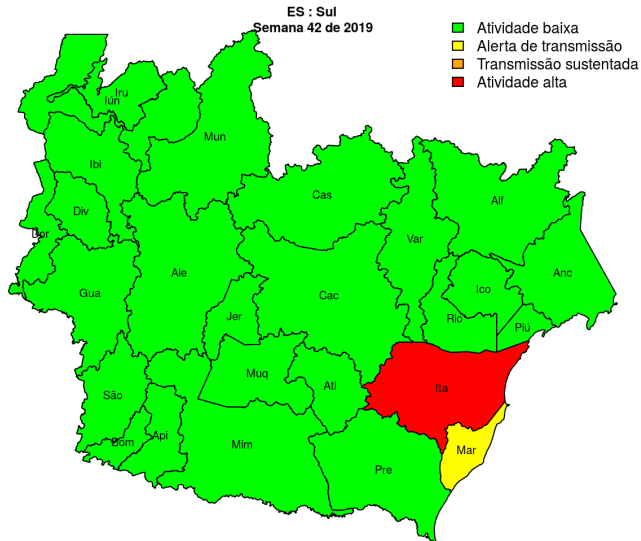 ES : Sul
Semana 42 de 2019
Atividade baixa
Alerta de transmissão
Transmissão sustentada
Atividade alta
Iru
Iún
Mun
Ibi
Cas
Alf
Div
Dor
Var
Ale
Anc
Gua
Cac
Ico
Jer
Rio
Piú
Muq
Ati
Ita
São
Bom
Api
Mim
Mar
Pre